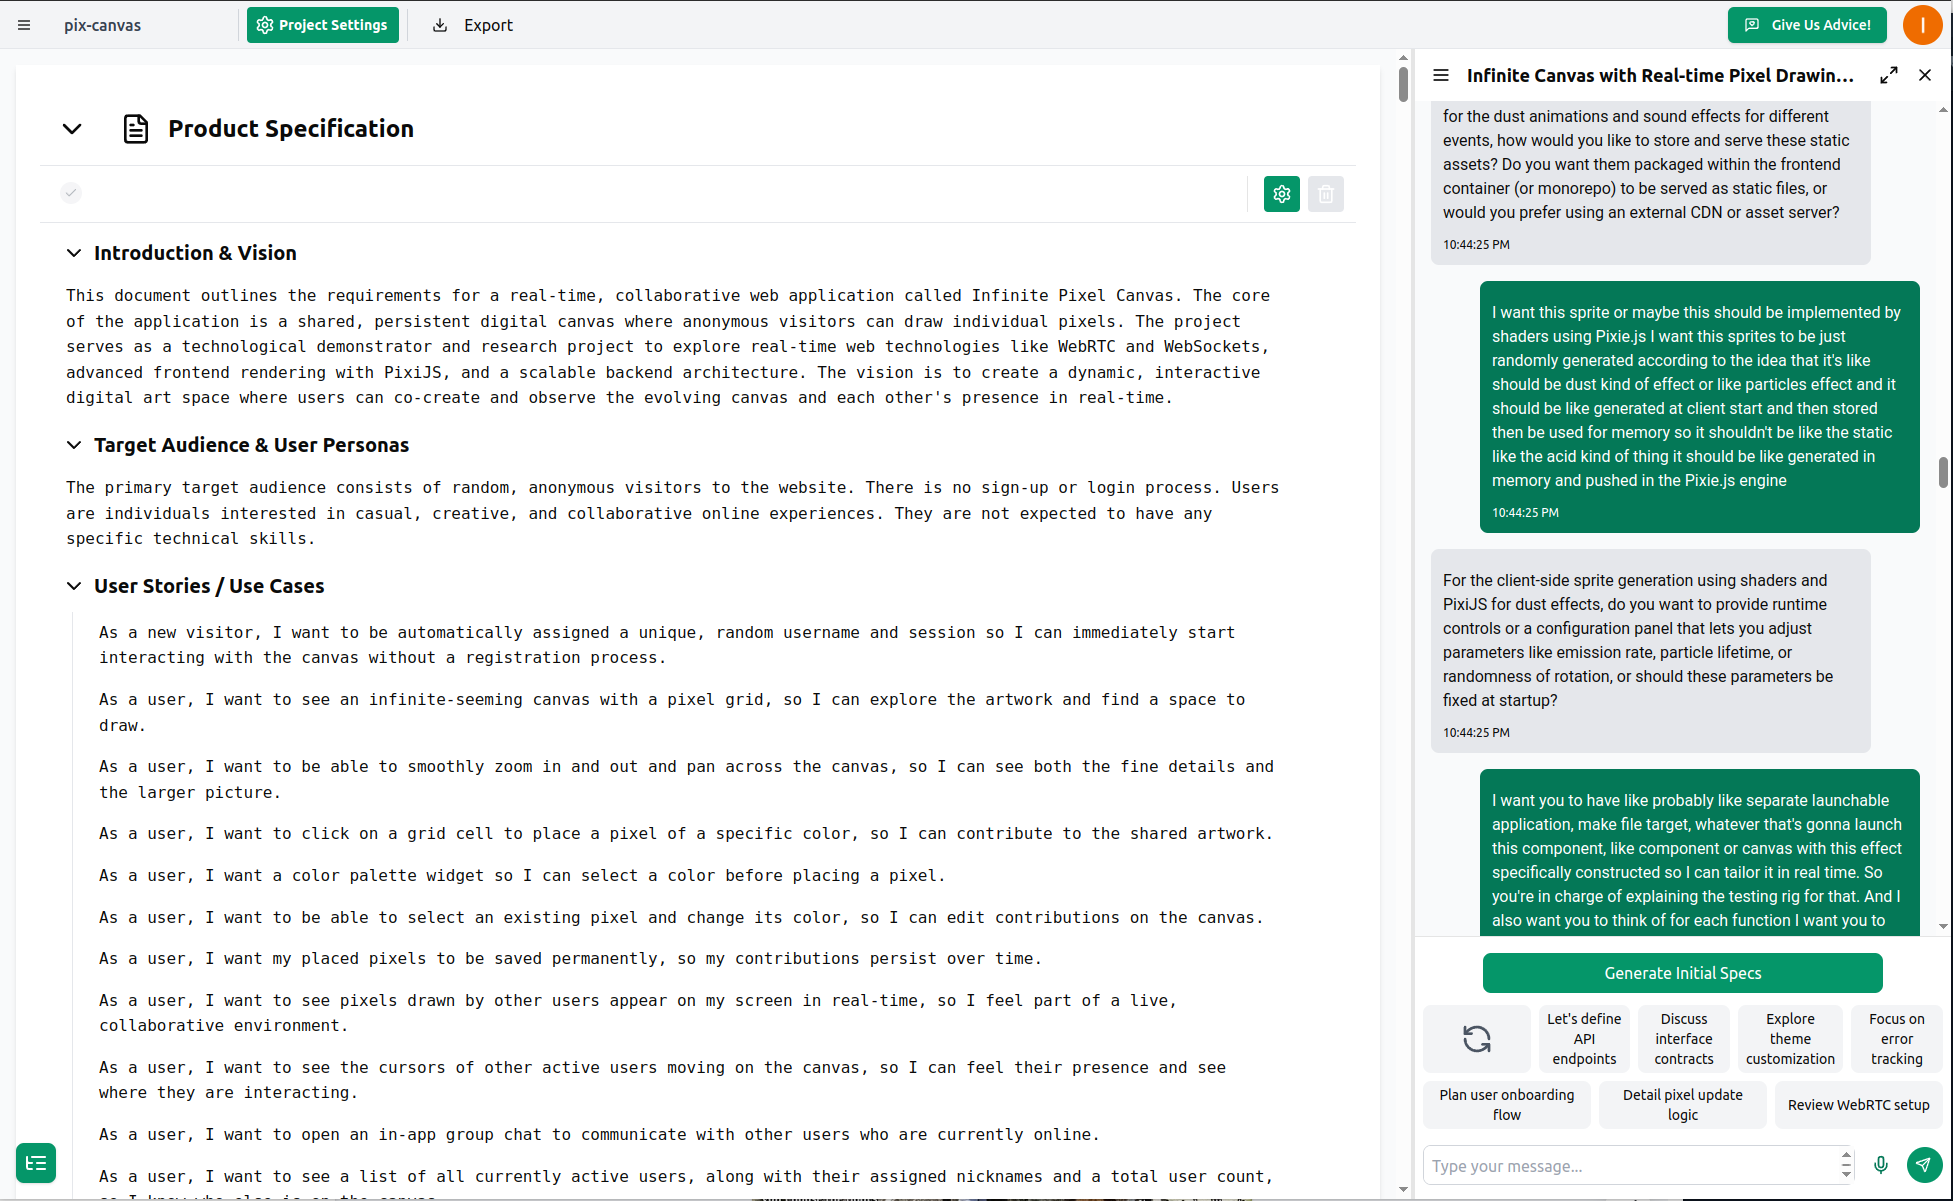 pix-canvas
Project Settings
Export
Give Us Advice!
I
Product Specification
Introduction & Vision
This document outlines the requirements for a real-time, collaborative web application called Infinite Pixel Canvas. The core
of the application is a shared, persistent digital canvas where anonymous visitors can draw individual pixels. The project
serves as a technological demonstrator and research project to explore real-time web technologies like WebRTC and WebSockets,
advanced frontend rendering with PixiJS, and a scalable backend architecture. The vision is to create a dynamic, interactive
digital art space where users can co-create and observe the evolving canvas and each other's presence in real-time.
Target Audience & User Personas
The primary target audience consists of random, anonymous visitors to the website. There is no sign-up or login process. Users
are individuals interested in casual, creative, and collaborative online experiences. They are not expected to have any
specific technical skills.
User Stories / Use Cases
As a new visitor, I want to be automatically assigned a unique, random username and session so I can immediately start
interacting with the canvas without a registration process.
As a user, I want to see an infinite-seeming canvas with a pixel grid, so I can explore the artwork and find a space to
draw.
As a user, I want to be able to smoothly zoom in and out and pan across the canvas, so I can see both the fine details and
the larger picture.
As a user, I want to click on a grid cell to place a pixel of a specific color, so I can contribute to the shared artwork.
As a user, I want a color palette widget so I can select a color before placing a pixel.
As a user, I want to be able to select an existing pixel and change its color, so I can edit contributions on the canvas.
As a user, I want my placed pixels to be saved permanently, so my contributions persist over time.
As a user, I want to see pixels drawn by other users appear on my screen in real-time, so I feel part of a live,
collaborative environment.
As a user, I want to see the cursors of other active users moving on the canvas, so I can feel their presence and see
where they are interacting.
As a user, I want to open an in-app group chat to communicate with other users who are currently online.
As a user, I want to see a list of all currently active users, along with their assigned nicknames and a total user count,
Infinite Canvas with Real-time Pixel Drawin...
for the dust animations and sound effects for different
events, how would you like to store and serve these static
assets? Do you want them packaged within the frontend
container (or monorepo) to be served as static files, or
would you prefer using an external CDN or asset server?
10:44:25 PM
I want this sprite or maybe this should be implemented by
shaders using Pixie.js I want this sprites to be just
randomly generated according to the idea that it's like
should be dust kind of effect or like particles effect and it
should be like generated at client start and then stored
then be used for memory so it shouldn't be like the static
like the acid kind of thing it should be like generated in
memory and pushed in the Pixie.js engine
10:44:25 PM
For the client-side sprite generation using shaders and
PixiJS for dust effects, do you want to provide runtime
controls or a configuration panel that lets you adjust
parameters like emission rate, particle lifetime, or
randomness of rotation, or should these parameters be
fixed at startup?
10:44:25 PM
I want you to have like probably like separate launchable
application, make file target, whatever that's gonna launch
this component, like component or canvas with this effect
specifically constructed so I can tailor it in real time. So
you're in charge of explaining the testing rig for that. And I
also want you to think of for each function I want you to
Generate Initial Specs
Let's define
API
endpoints
Discuss
interface
contracts
Explore
theme
customization
Focus on
error
tracking
Plan user onboarding
flow
Detail pixel update
logic
Review WebRTC setup
Type your message...